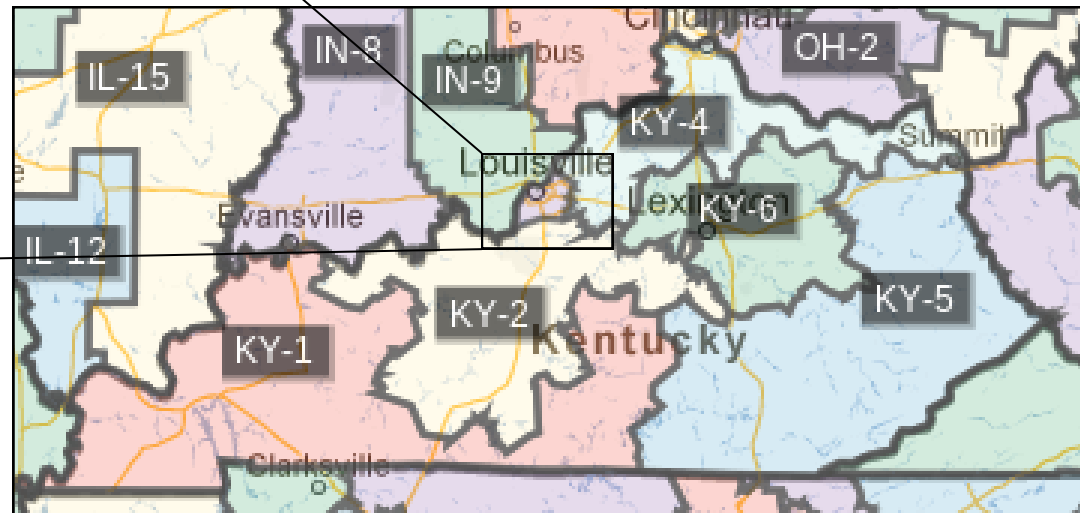 Cincinnati
IN-8
OH-2
Columbus
IL-15
IN-9
KY-4
Summit
Louisville
e
Lexington
KY-6
Evansville
IL-12
KY-5
KY-2
Kentucky
KY-1
Clarksville